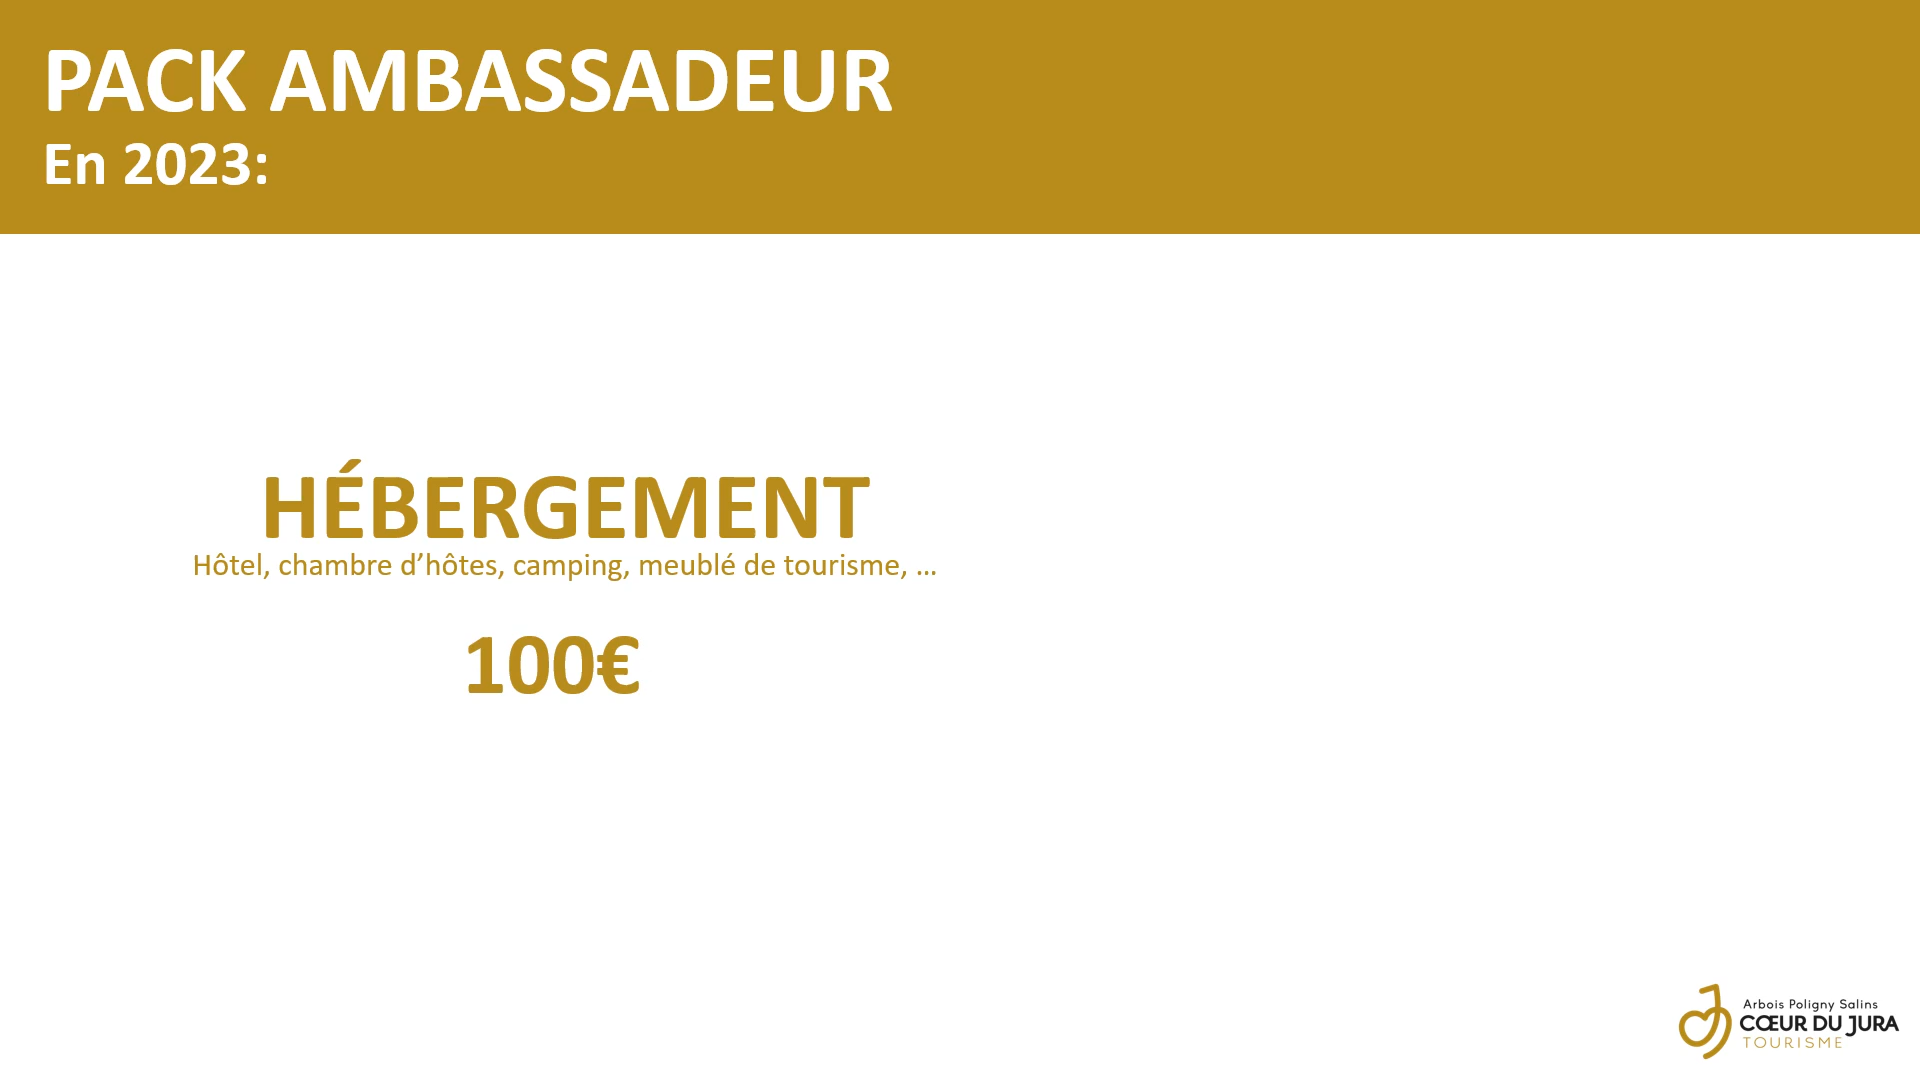 PACK AMBASSADEUR
En 2023:
HÉBERGEMENT
Hôtel, chambre d’hôtes, camping, meublé de tourisme, …
100€
Arbois Poligny Salins
CŒUR DU JURA
TOURISME